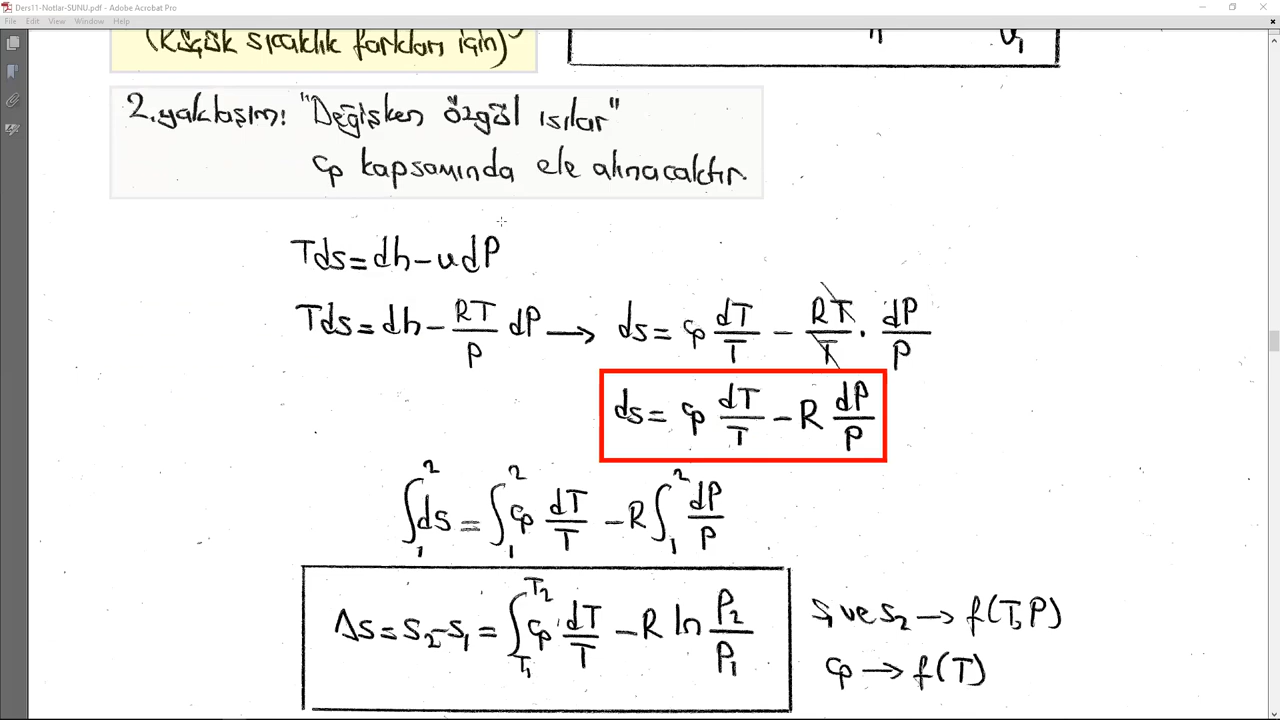 Ders11-Notlar-SUNU.pdf - Adobe Acrobat Pro
File Edit View Window Help
(Küçük sıcaklık farkları için)
υ₁
2.yaklaşım: "Değişken özgül ısılar"
cp kapsamında ele alınacaktır.
Tds = dh - υdP
Tds = dh - RT/P dP → ds = cp dT/T - RT/T · dP/P
ds = cp dT/T - R dP/P
∫₁² ds = ∫₁² cp dT/T - R ∫₁² dP/P
Δs = s₂ - s₁ = ∫_T₁^T₂ cp dT/T - R ln P₂/P₁
s₁ ve s₂ → f(T,P)
cp → f(T)